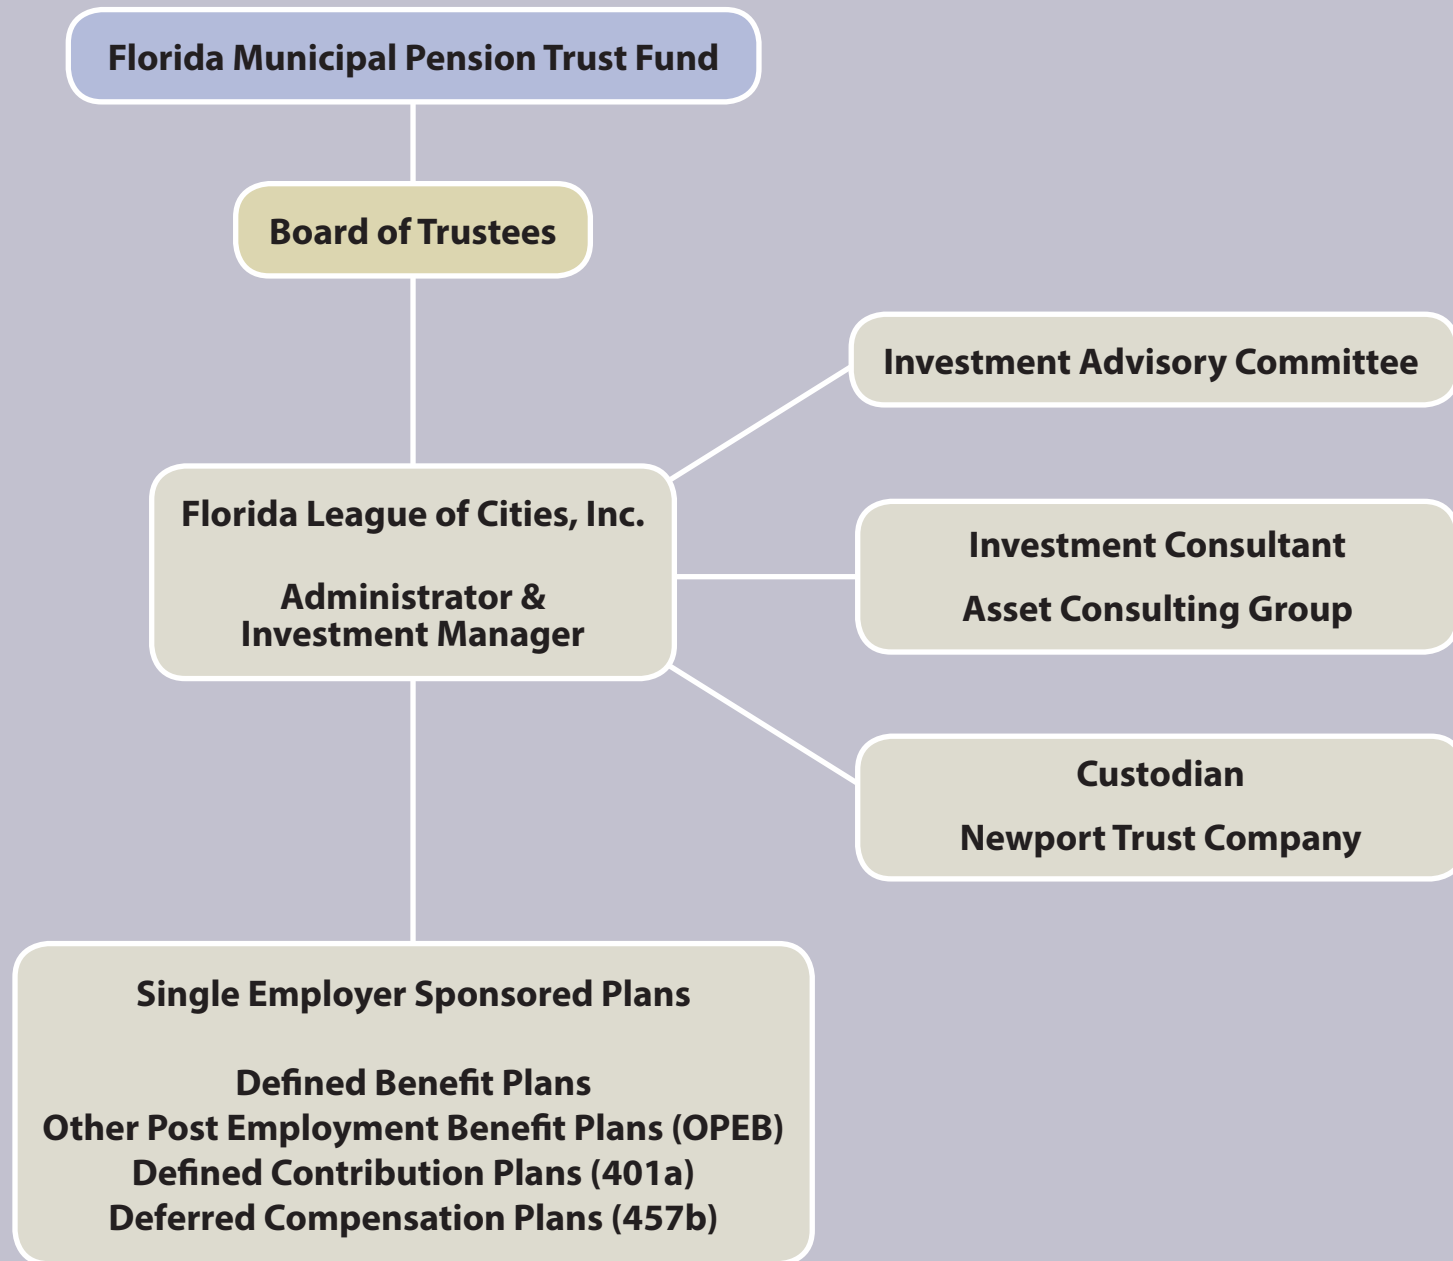 Florida Municipal Pension Trust Fund
Board of Trustees
Investment Advisory Committee
Florida League of Cities, Inc.
Administrator &
Investment Manager
Investment Consultant
Asset Consulting Group
Custodian
Newport Trust Company
Single Employer Sponsored Plans
Defined Benefit Plans
Other Post Employment Benefit Plans (OPEB)
Defined Contribution Plans (401a)
Deferred Compensation Plans (457b)